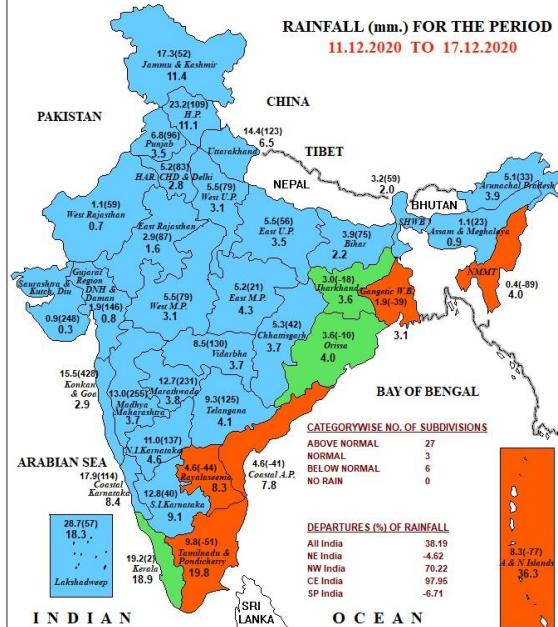 RAINFALL (mm.) FOR THE PERIOD
11.12.2020 TO 17.12.2020
17.3(52)
Jammu & Kashmir
11.4
CHINA
23.2(109)
H.P.
11.1
PAKISTAN
6.8(96)
Punjab
3.5
14.4(123)
Uttarakhand
6.5
TIBET
5.2(83)
HAR. CHD & Delhi
2.8
NEPAL
5.5(79)
West U.P.
3.1
3.2(59)
2.0
SHWB
BHUTAN
5.1(33)
Arunachal Pradesh
3.9
1.1(59)
West Rajasthan
0.7
East Rajasthan
2.9(87)
1.6
5.5(56)
East U.P.
3.5
3.9(75)
Bihar
2.2
1.1(23)
Assam & Meghalaya
0.9
NMMT
0.4(-89)
4.0
Saurashtra &
Kutch, Diu
0.9(248)
0.3
Gujarat
Region
DNH &
Daman
1.9(146)
0.8
5.5(79)
West M.P.
3.1
5.2(21)
East M.P.
4.3
3.0(-18)
Jharkhand
3.6
Gangetic W.B.
1.9(-39)
3.1
8.5(130)
Vidarbha
3.7
5.3(42)
Chhattisgarh
3.7
3.6(-10)
Orissa
4.0
15.5(428)
Konkan
& Goa
2.9
13.0(255)
Madhya
Maharashtra
3.7
12.7(231)
Marathwada
3.8
9.3(125)
Telangana
4.1
BAY OF BENGAL
11.0(137)
N.I.Karnataka
4.6
ARABIAN SEA
17.9(114)
Coastal
Karnataka
8.4
4.6(-44)
Rayalaseema
8.3
4.6(-41)
Coastal A.P.
7.8
12.8(40)
S.I.Karnataka
9.1
28.7(57)
18.3
Lakshadweep
19.2(2)
Kerala
18.9
9.8(-51)
Tamilnadu &
Pondicherry
19.8
CATEGORYWISE NO. OF SUBDIVISIONS
ABOVE NORMAL 27
NORMAL 3
BELOW NORMAL 6
NO RAIN 0
DEPARTURES (%) OF RAINFALL
All India 38.19
NE India -4.62
NW India 70.22
CE India 97.95
SP India -6.71
8.3(-77)
A & N Islands
36.3
SRI
LANKA
INDIAN OCEAN